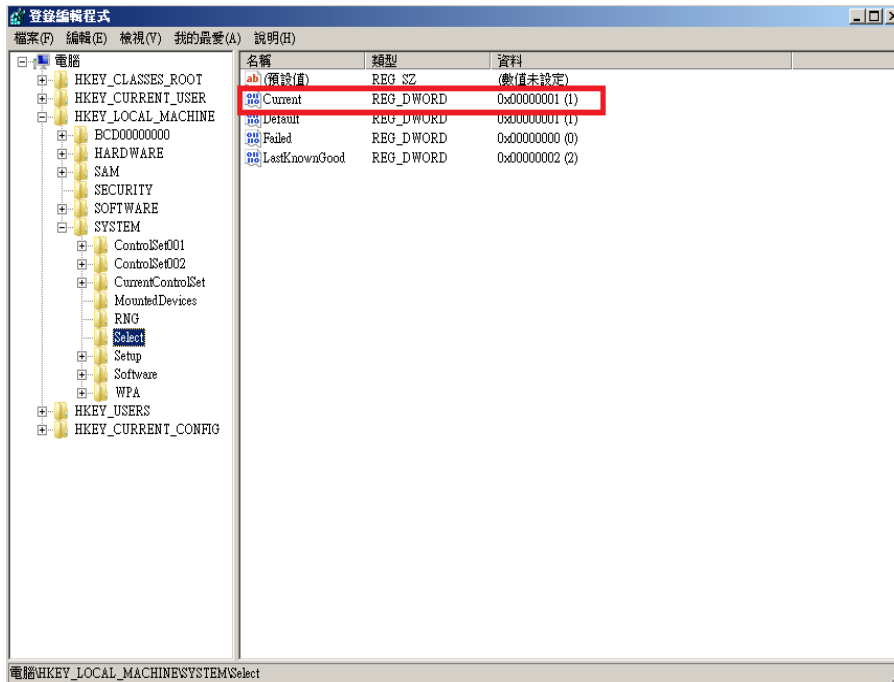 登錄編輯程式
檔案(F) 編輯(E) 檢視(V) 我的最愛(A) 說明(H)
電腦
HKEY_CLASSES_ROOT
HKEY_CURRENT_USER
HKEY_LOCAL_MACHINE
BCD00000000
HARDWARE
SAM
SECURITY
SOFTWARE
SYSTEM
ControlSet001
ControlSet002
CurrentControlSet
MountedDevices
RNG
Select
Setup
Software
WPA
HKEY_USERS
HKEY_CURRENT_CONFIG
名稱 類型 資料
(預設值) REG_SZ (數值未設定)
Current REG_DWORD 0x00000001 (1)
Default REG_DWORD 0x00000001 (1)
Failed REG_DWORD 0x00000000 (0)
LastKnownGood REG_DWORD 0x00000002 (2)
電腦\HKEY_LOCAL_MACHINE\SYSTEM\Select